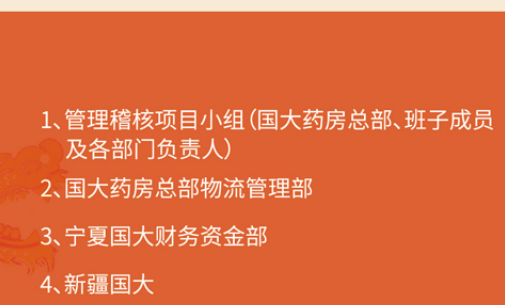 1、管理稽核项目小组（国大药房总部、班子成员
及各部门负责人）
2、国大药房总部物流管理部
3、宁夏国大财务资金部
4、新疆国大